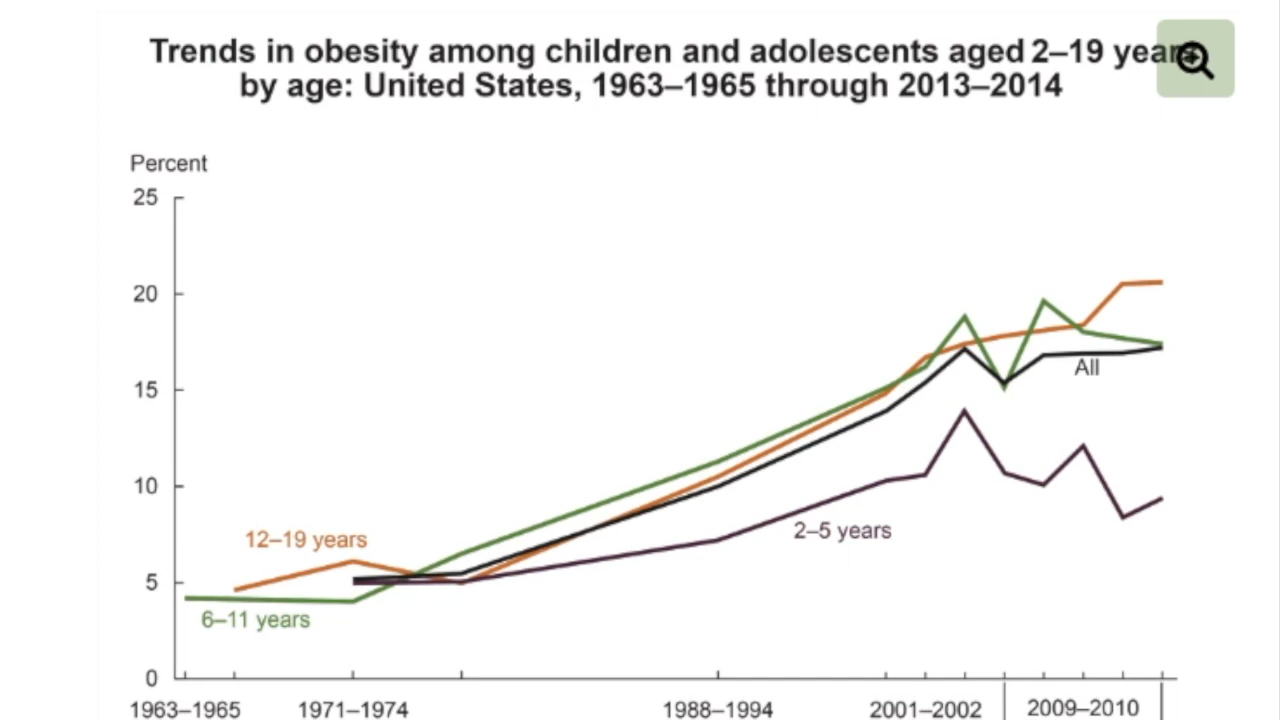 Trends in obesity among children and adolescents aged 2–19 years,
by age: United States, 1963–1965 through 2013–2014
Percent
25
20
15
10
5
0
12–19 years
6–11 years
2–5 years
All
1963–1965 1971–1974 1988–1994 2001–2002 2009–2010